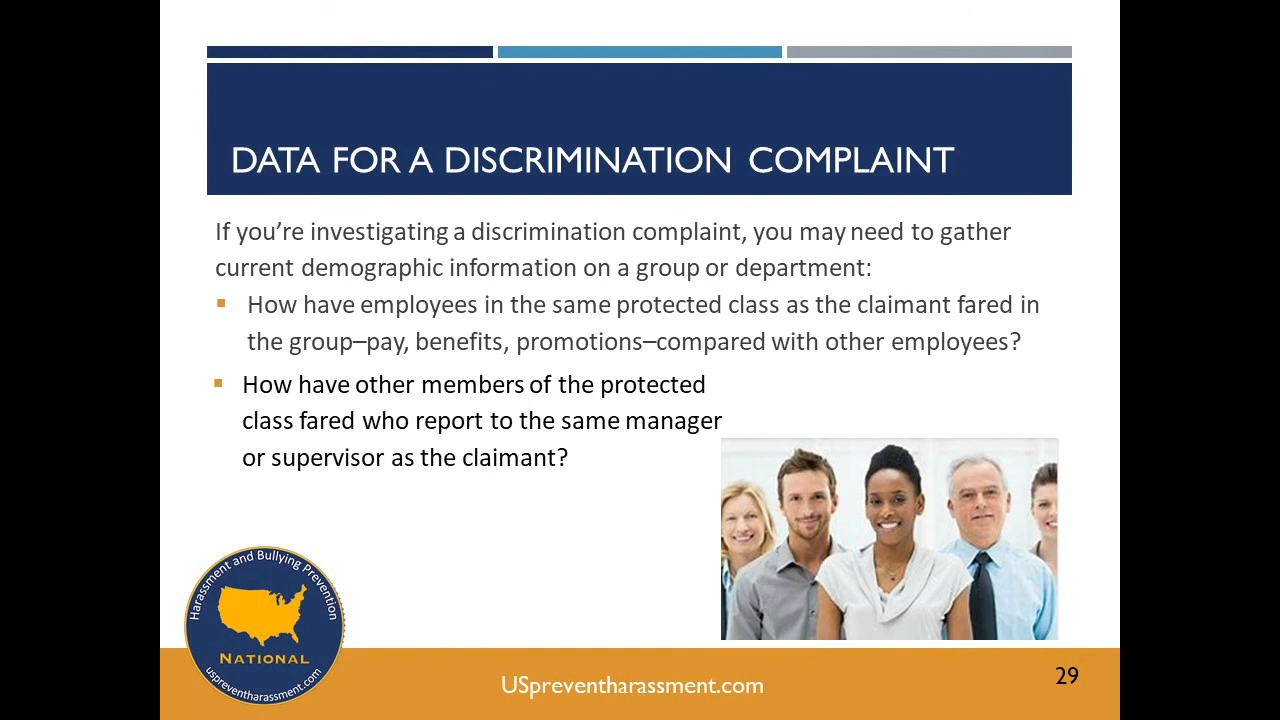 DATA FOR A DISCRIMINATION COMPLAINT
If you’re investigating a discrimination complaint, you may need to gather
current demographic information on a group or department:
▪ How have employees in the same protected class as the claimant fared in
the group–pay, benefits, promotions–compared with other employees?
▪ How have other members of the protected
class fared who report to the same manager
or supervisor as the claimant?
Harassment and Bullying Prevention
NATIONAL
uspreventharassment.com
USpreventharassment.com
29